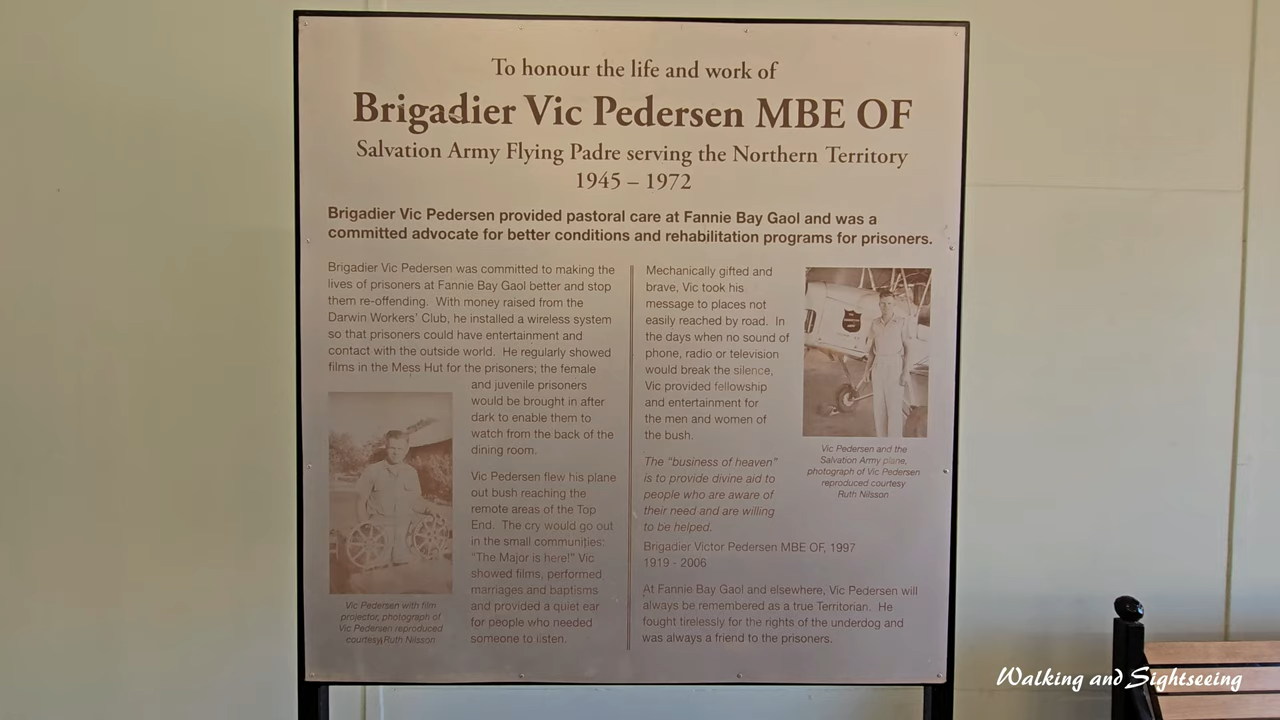 To honour the life and work of
Brigadier Vic Pedersen MBE OF
Salvation Army Flying Padre serving the Northern Territory
1945 – 1972
Brigadier Vic Pedersen provided pastoral care at Fannie Bay Gaol and was a
committed advocate for better conditions and rehabilitation programs for prisoners.
Brigadier Vic Pedersen was committed to making the
lives of prisoners at Fannie Bay Gaol better and stop
them re-offending. With money raised from the
Darwin Workers' Club, he installed a wireless system
so that prisoners could have entertainment and
contact with the outside world. He regularly showed
films in the Mess Hut for the prisoners; the female
and juvenile prisoners
would be brought in after
dark to enable them to
watch from the back of the
dining room.
Vic Pedersen flew his plane
out bush reaching the
remote areas of the Top
End. The cry would go out
in the small communities:
"The Major is here!" Vic
showed films, performed
marriages and baptisms
and provided a quiet ear
for people who needed
someone to listen.
Vic Pedersen with film
projector, photograph of
Vic Pedersen reproduced
courtesy Ruth Nilsson
Mechanically gifted and
brave, Vic took his
message to places not
easily reached by road. In
the days when no sound of
phone, radio or television
would break the silence,
Vic provided fellowship
and entertainment for
the men and women of
the bush.
The "business of heaven"
is to provide divine aid to
people who are aware of
their need and are willing
to be helped.
Brigadier Victor Pedersen MBE OF, 1997
1919 - 2006
At Fannie Bay Gaol and elsewhere, Vic Pedersen will
always be remembered as a true Territorian. He
fought tirelessly for the rights of the underdog and
was always a friend to the prisoners.
Vic Pedersen and the
Salvation Army plane,
photograph of Vic Pedersen
reproduced courtesy
Ruth Nilsson
Walking and Sightseeing